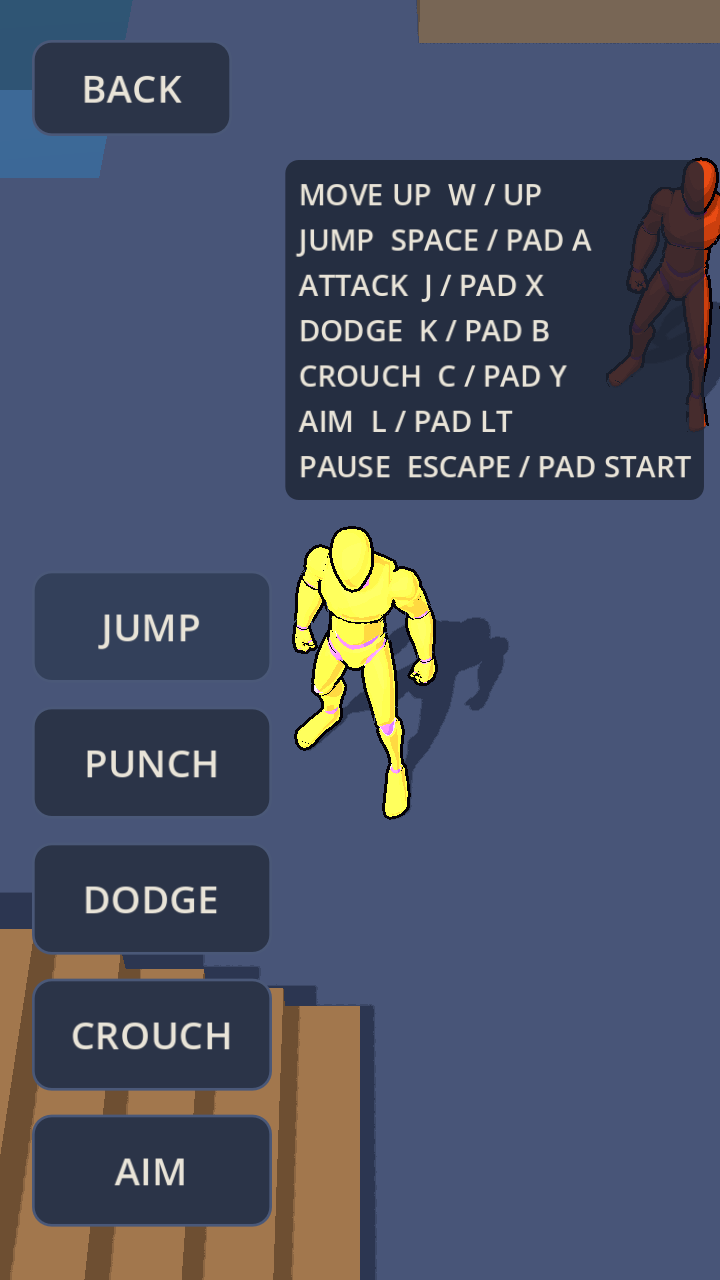 BACK
MOVE UP W / UP
JUMP SPACE / PAD A
ATTACK J / PAD X
DODGE K / PAD B
CROUCH C / PAD Y
AIM L / PAD LT
PAUSE ESCAPE / PAD START
JUMP
PUNCH
DODGE
CROUCH
AIM